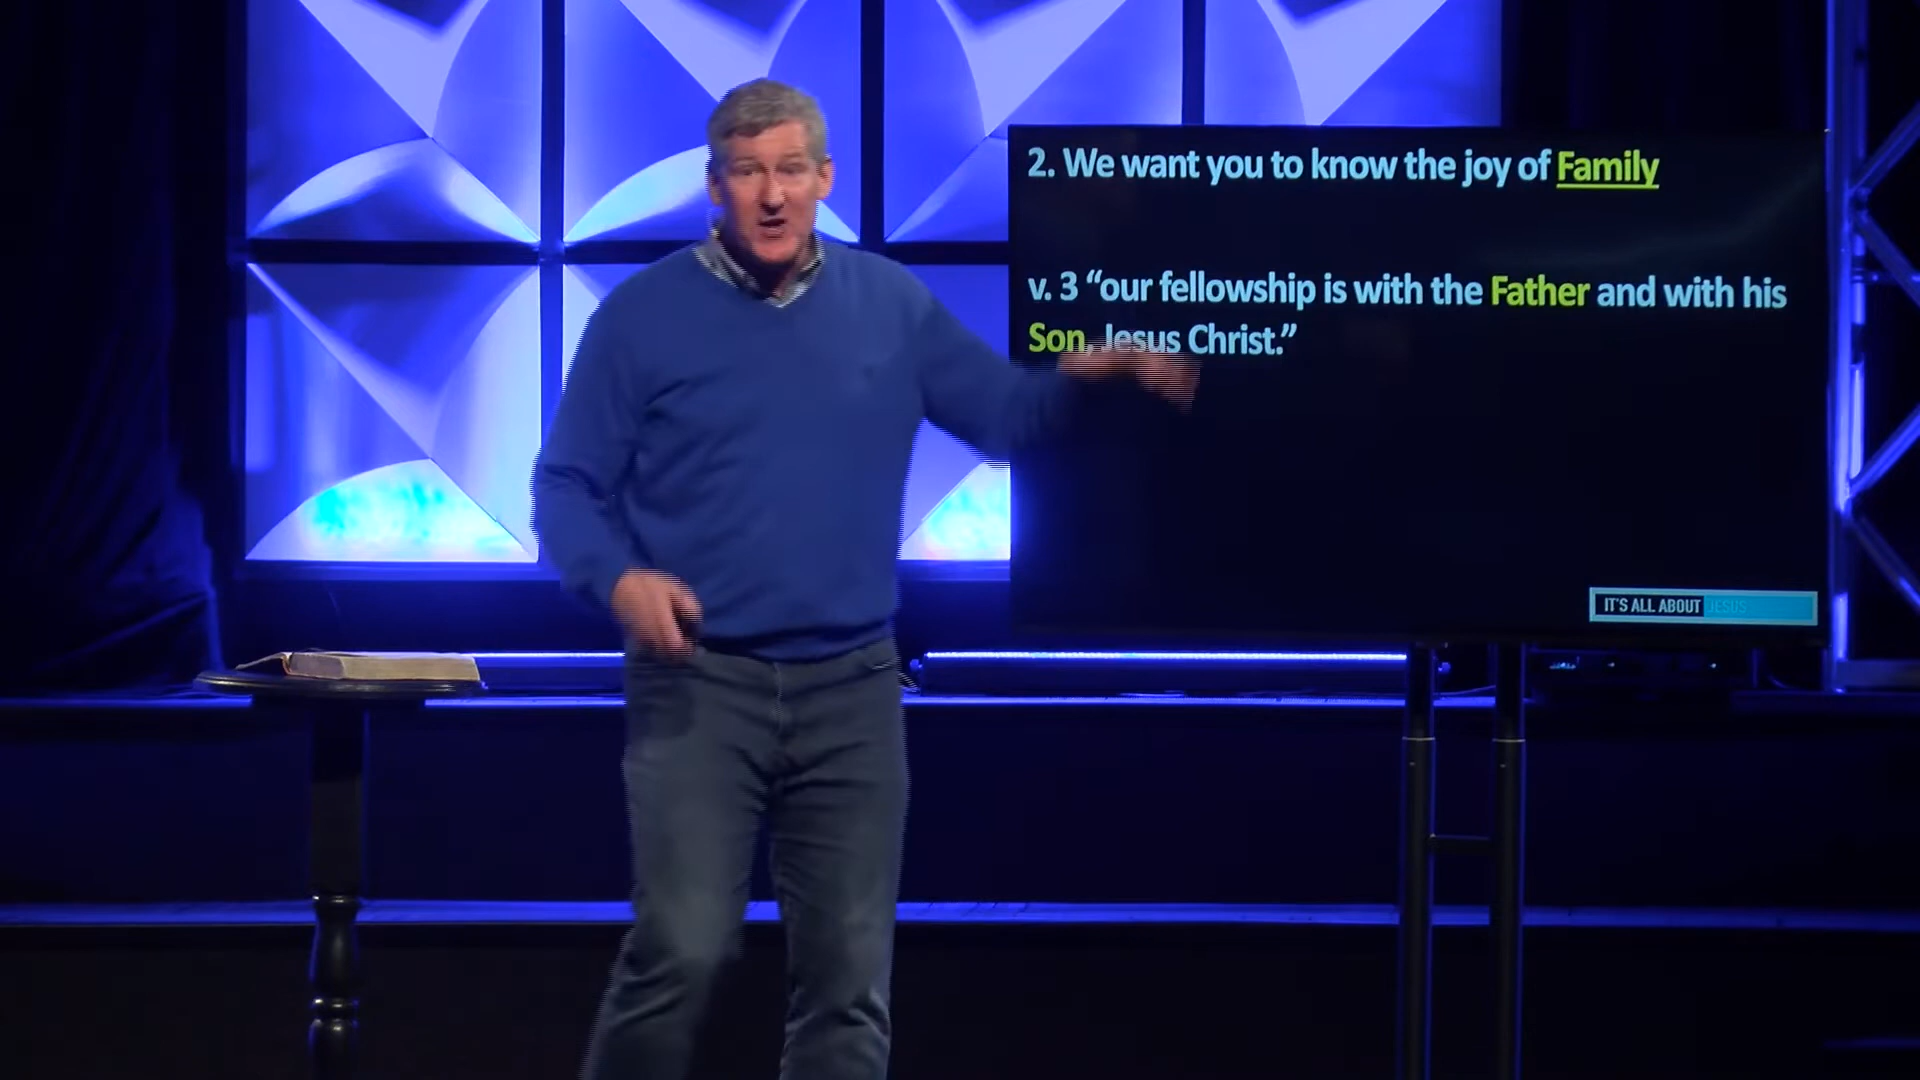 2. We want you to know the joy of Family
v. 3 “our fellowship is with the Father and with his
Son, Jesus Christ.”
IT'S ALL ABOUT JESUS